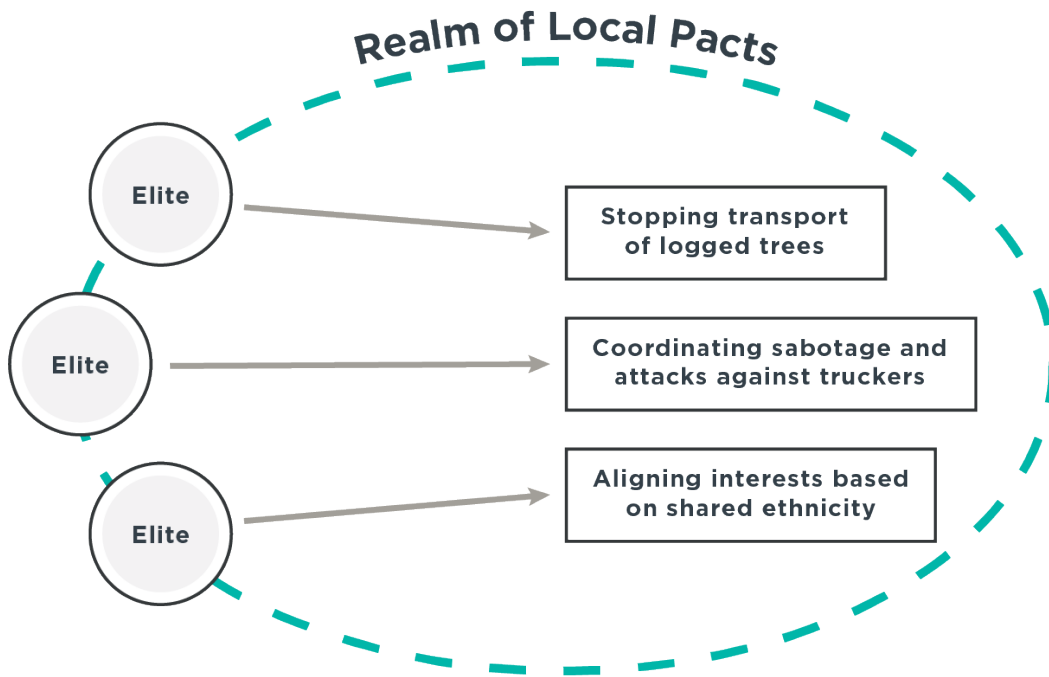 Realm of Local Pacts
Elite
Stopping transport
of logged trees
Elite
Coordinating sabotage and
attacks against truckers
Elite
Aligning interests based
on shared ethnicity